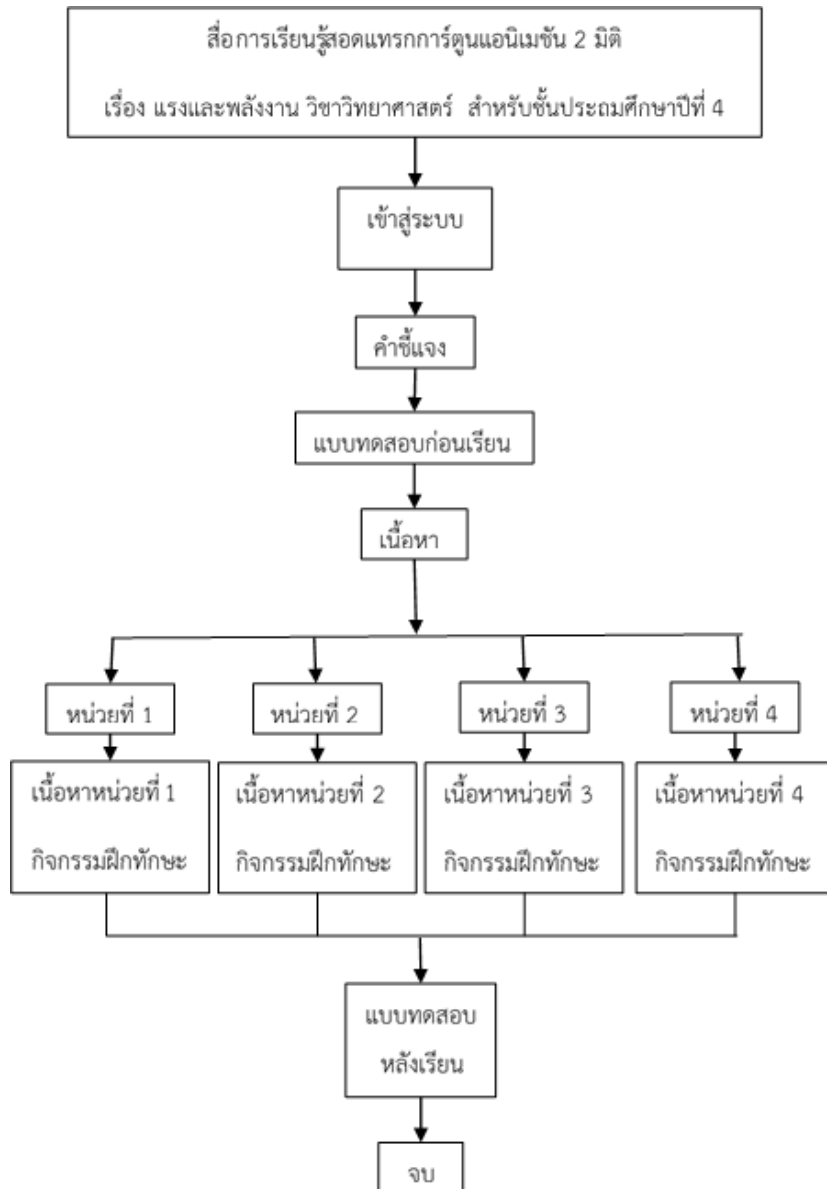 สื่อการเรียนรู้สอดแทรกการ์ตูนแอนิเมชัน 2 มิติ
เรื่อง แรงและพลังงาน วิชาวิทยาศาสตร์ สำหรับชั้นประถมศึกษาปีที่ 4
เข้าสู่ระบบ
คำชี้แจง
แบบทดสอบก่อนเรียน
เนื้อหา
หน่วยที่ 1
หน่วยที่ 2
หน่วยที่ 3
หน่วยที่ 4
เนื้อหาหน่วยที่ 1
กิจกรรมฝึกทักษะ
เนื้อหาหน่วยที่ 2
กิจกรรมฝึกทักษะ
เนื้อหาหน่วยที่ 3
กิจกรรมฝึกทักษะ
เนื้อหาหน่วยที่ 4
กิจกรรมฝึกทักษะ
แบบทดสอบ
หลังเรียน
จบ